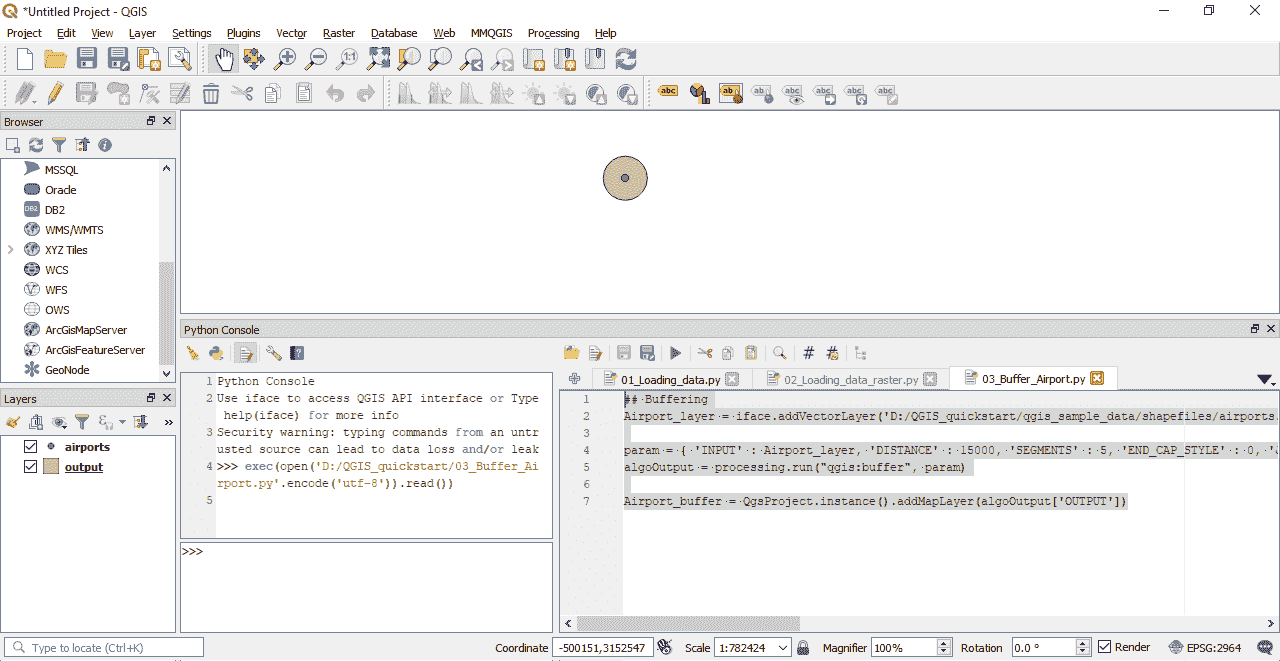 *Untitled Project - QGIS
Project Edit View Layer Settings Plugins Vector Raster Database Web MMQGIS Processing Help
Browser
MSSQL
Oracle
DB2
WMS/WMTS
XYZ Tiles
WCS
WFS
OWS
ArcGisMapServer
ArcGisFeatureServer
GeoNode
Layers
airports
output
Python Console
1 Python Console
2 Use iface to access QGIS API interface or Type
help(iface) for more info
3 Security warning: typing commands from an untr
usted source can lead to data loss and/or leak
4 >>> exec(open('D:/QGIS_quickstart/03_Buffer_Ai
rport.py'.encode('utf-8')).read())
5
>>>
01_Loading_data.py 02_Loading_data_raster.py 03_Buffer_Airport.py
1 ## Buffering
2 Airport_layer = iface.addVectorLayer('D:/QGIS_quickstart/qgis_sample_data/shapefiles/airports.
3
4 param = { 'INPUT' : Airport_layer, 'DISTANCE' : 15000, 'SEGMENTS' : 5, 'END_CAP_STYLE' : 0, '
5 algoOutput = processing.run("qgis:buffer", param)
6
7 Airport_buffer = QgsProject.instance().addMapLayer(algoOutput['OUTPUT'])
Type to locate (Ctrl+K) Coordinate -500151,3152547 Scale 1:782424 Magnifier 100% Rotation 0.0 ° Render EPSG:2964